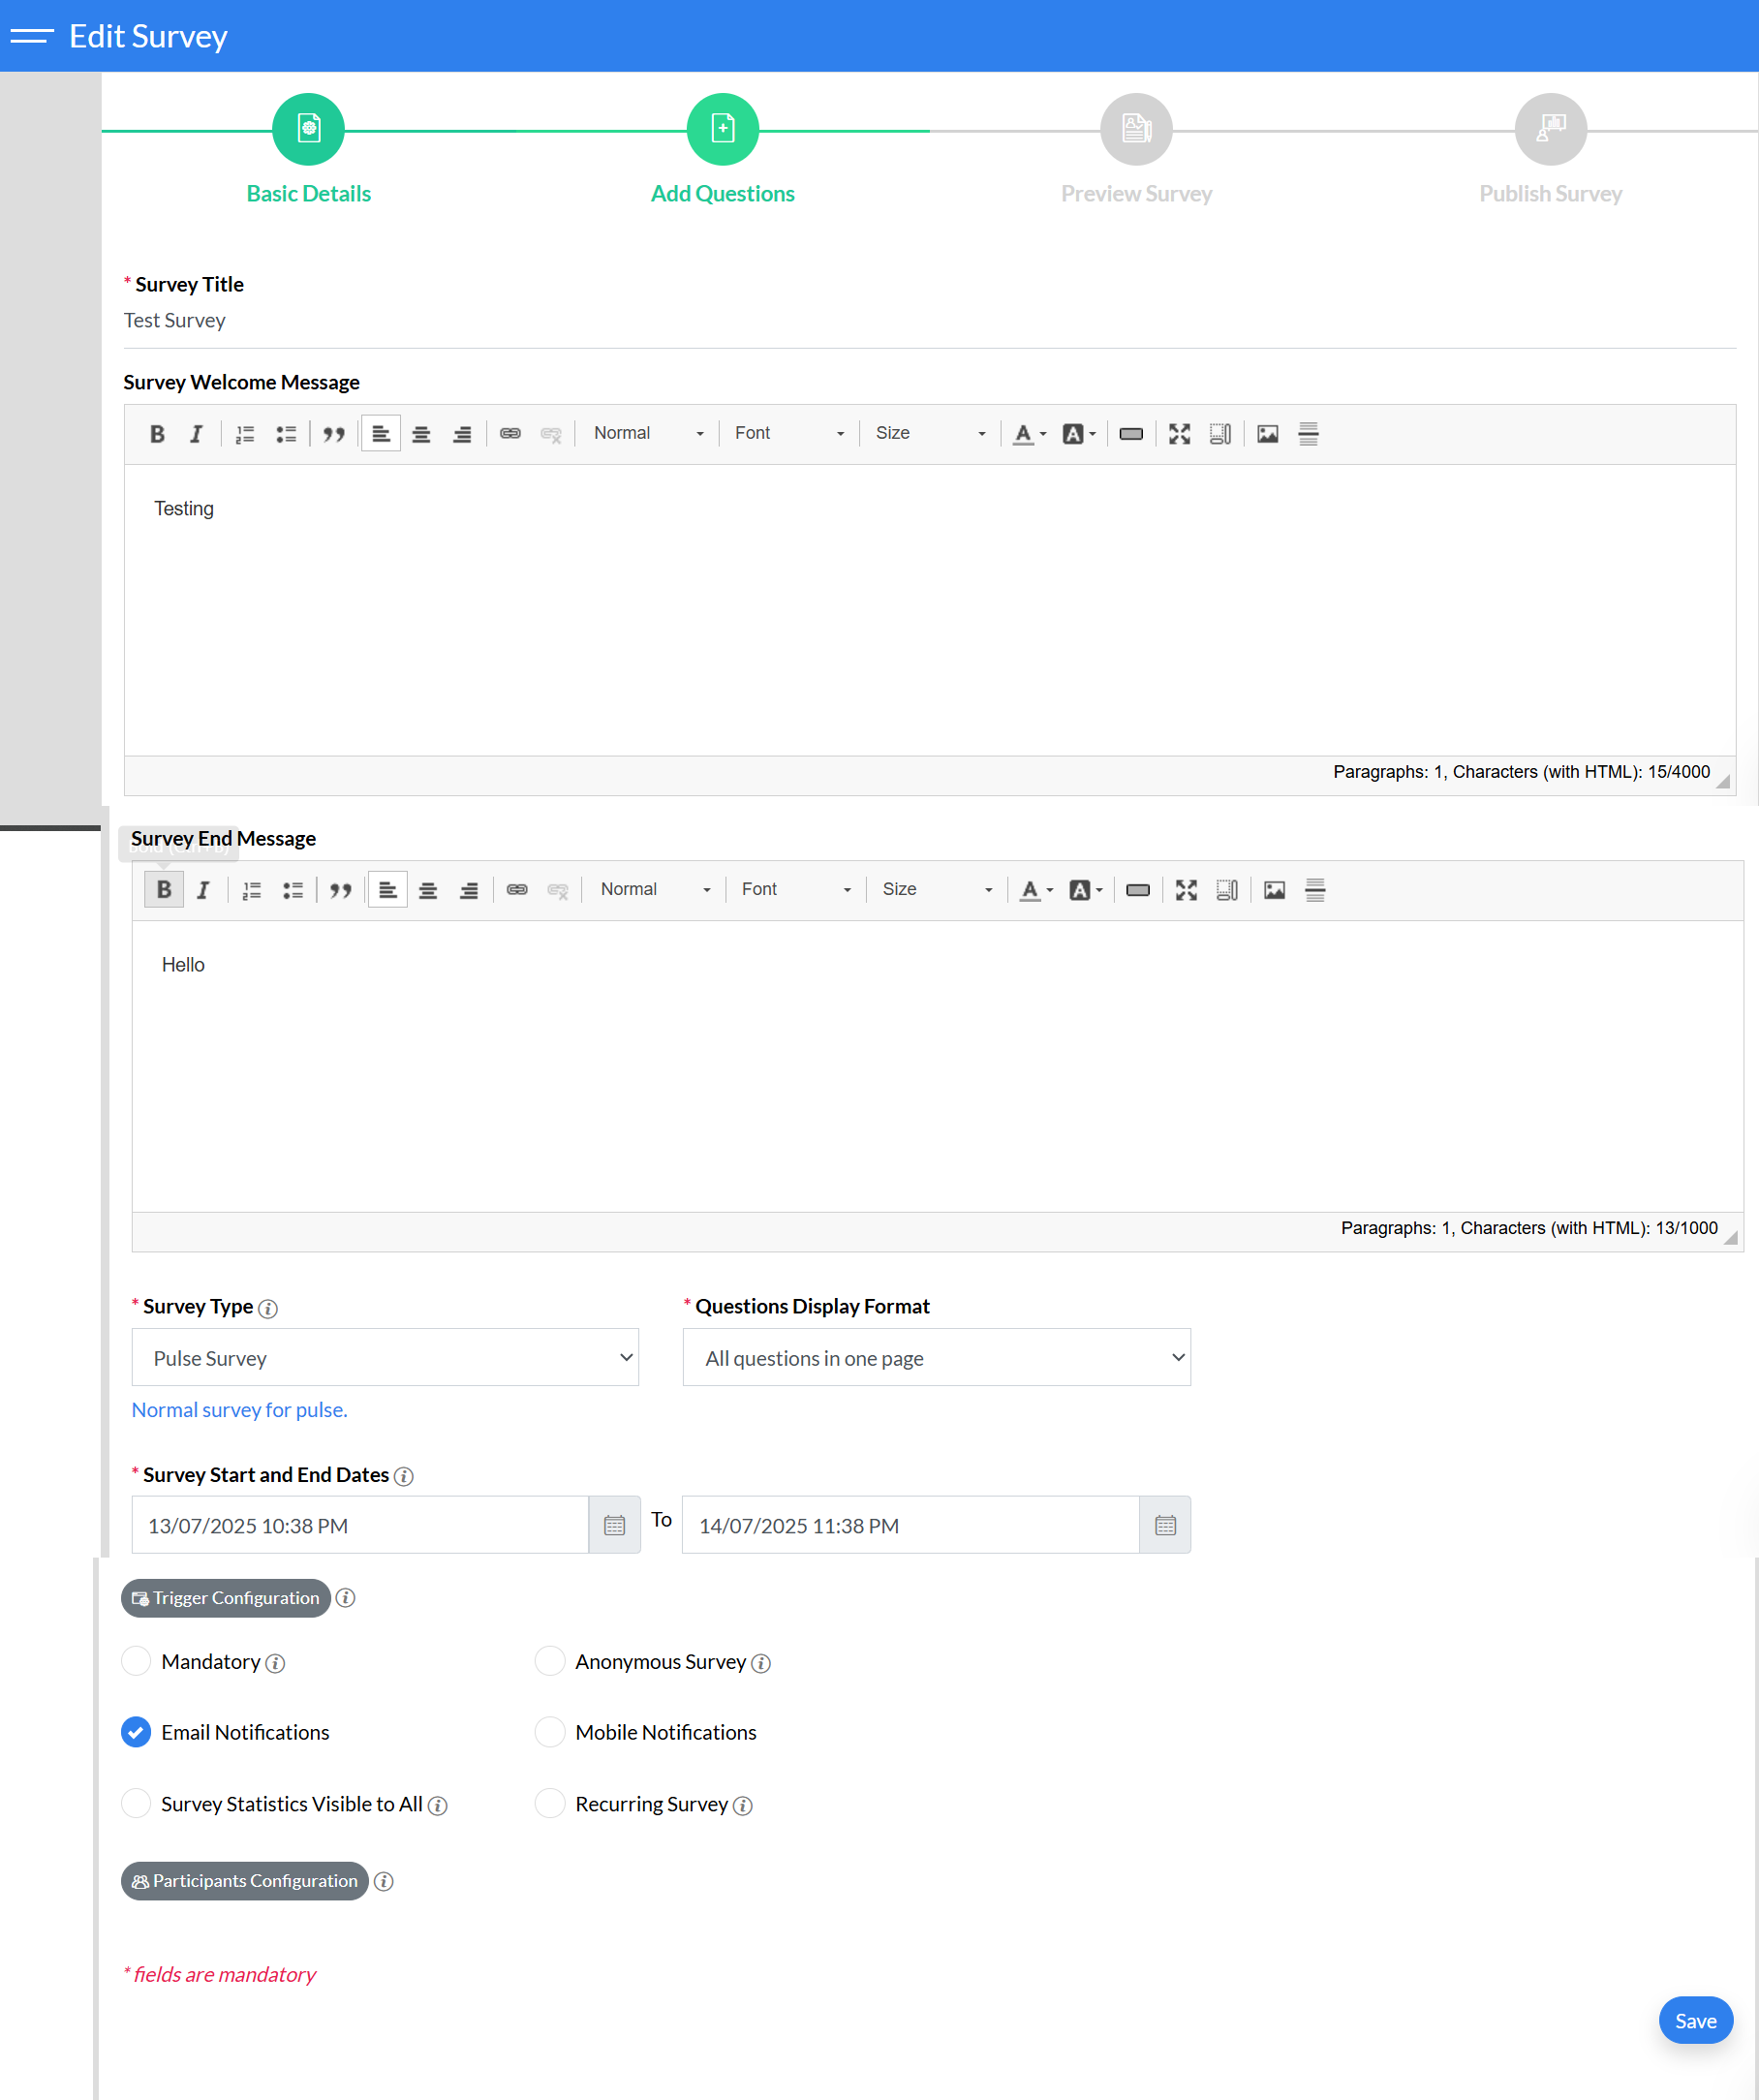 Edit Survey
Basic Details
Add Questions
Preview Survey
Publish Survey
* Survey Title
Test Survey
Survey Welcome Message
Normal Font Size
Testing
Paragraphs: 1, Characters (with HTML): 15/4000
Survey End Message
Normal Font Size
Hello
Paragraphs: 1, Characters (with HTML): 13/1000
* Survey Type
* Questions Display Format
Pulse Survey
All questions in one page
Normal survey for pulse.
* Survey Start and End Dates
13/07/2025 10:38 PM To 14/07/2025 11:38 PM
Trigger Configuration
Mandatory
Anonymous Survey
Email Notifications
Mobile Notifications
Survey Statistics Visible to All
Recurring Survey
Participants Configuration
* fields are mandatory
Save